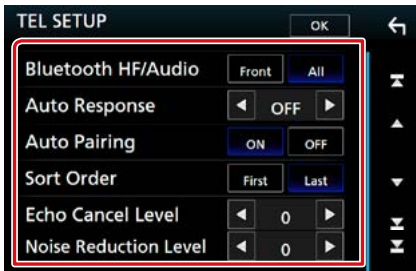 TEL SETUP OK
Bluetooth HF/Audio Front All
Auto Response OFF
Auto Pairing ON OFF
Sort Order First Last
Echo Cancel Level 0
Noise Reduction Level 0